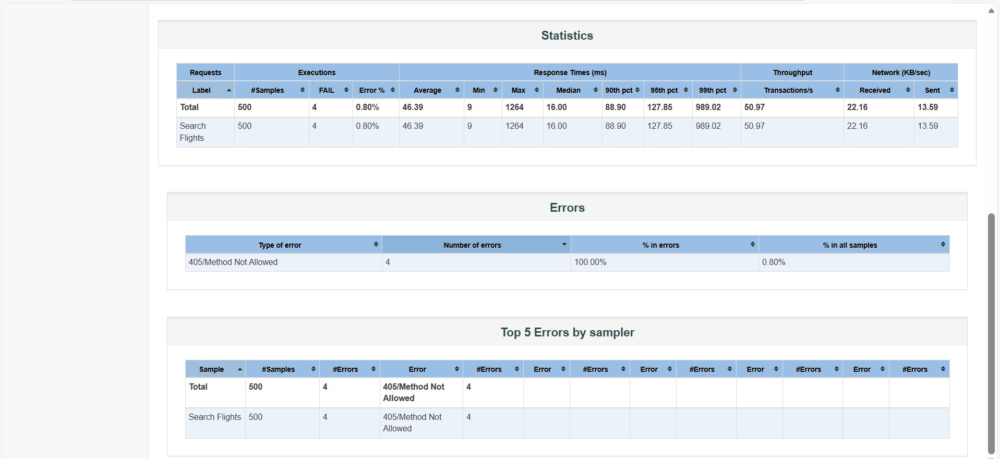 Statistics
Requests Executions Response Times (ms) Throughput Network (KB/sec)
Label #Samples FAIL Error % Average Min Max Median 90th pct 95th pct 99th pct Transactions/s Received Sent
Total 500 4 0.80% 46.39 9 1264 16.00 88.90 127.85 989.02 50.97 22.16 13.59
Search 500 4 0.80% 46.39 9 1264 16.00 88.90 127.85 989.02 50.97 22.16 13.59
Flights
Errors
Type of error Number of errors % in errors % in all samples
405/Method Not Allowed 4 100.00% 0.80%
Top 5 Errors by sampler
Sample #Samples #Errors Error #Errors Error #Errors Error #Errors Error #Errors Error #Errors
Total 500 4 405/Method Not 4
Allowed
Search Flights 500 4 405/Method Not 4
Allowed